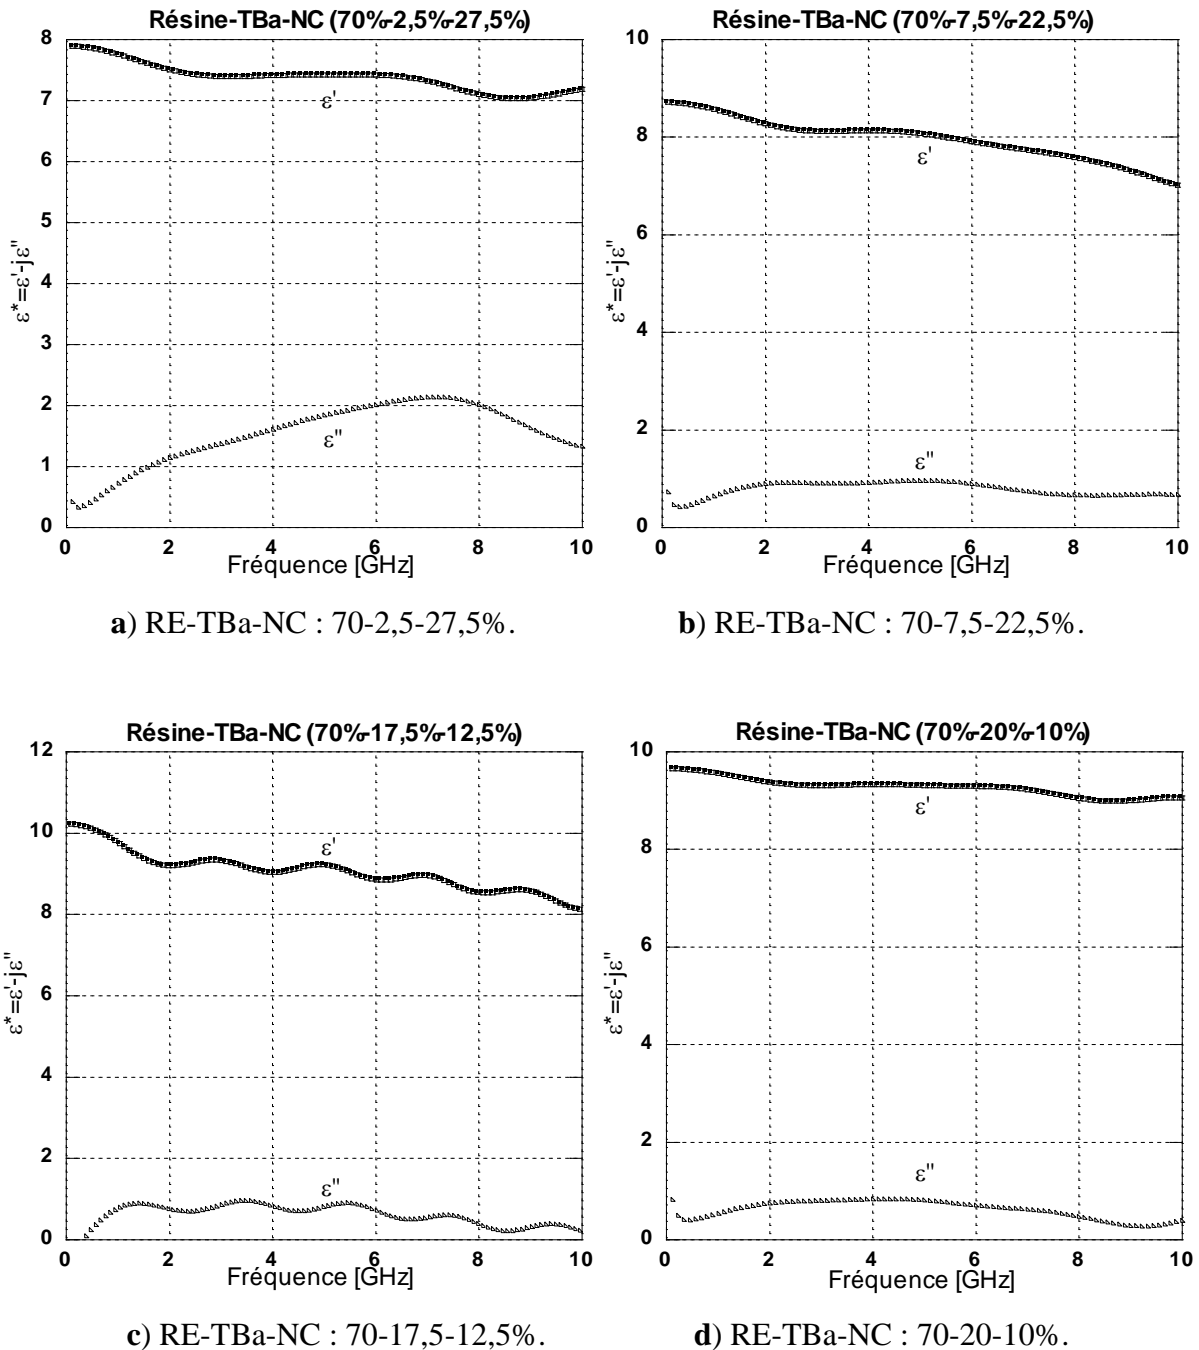 Résine-TBa-NC (70%-2,5%-27,5%)
8
7
6
5
4
3
2
1
0
ε*=ε'-jε"
ε'
ε"
0 2 4 6 8 10
Fréquence [GHz]
a) RE-TBa-NC : 70-2,5-27,5%.
Résine-TBa-NC (70%-7,5%-22,5%)
10
8
6
4
2
0
ε*=ε'-jε"
ε'
ε"
0 2 4 6 8 10
Fréquence [GHz]
b) RE-TBa-NC : 70-7,5-22,5%.
Résine-TBa-NC (70%-17,5%-12,5%)
12
10
8
6
4
2
0
ε*=ε'-jε"
ε'
ε"
0 2 4 6 8 10
Fréquence [GHz]
c) RE-TBa-NC : 70-17,5-12,5%.
Résine-TBa-NC (70%-20%-10%)
10
8
6
4
2
0
ε*=ε'-jε"
ε'
ε"
0 2 4 6 8 10
Fréquence [GHz]
d) RE-TBa-NC : 70-20-10%.